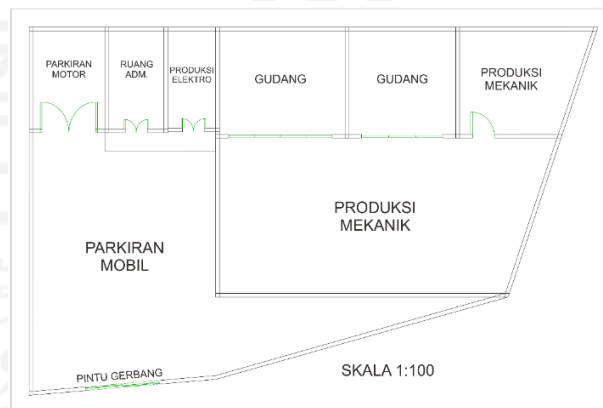 PARKIRAN
MOTOR
RUANG
ADM.
PRODUKSI
ELEKTRO
GUDANG
GUDANG
PRODUKSI
MEKANIK
PRODUKSI
MEKANIK
PARKIRAN
MOBIL
PINTU GERBANG
SKALA 1:100